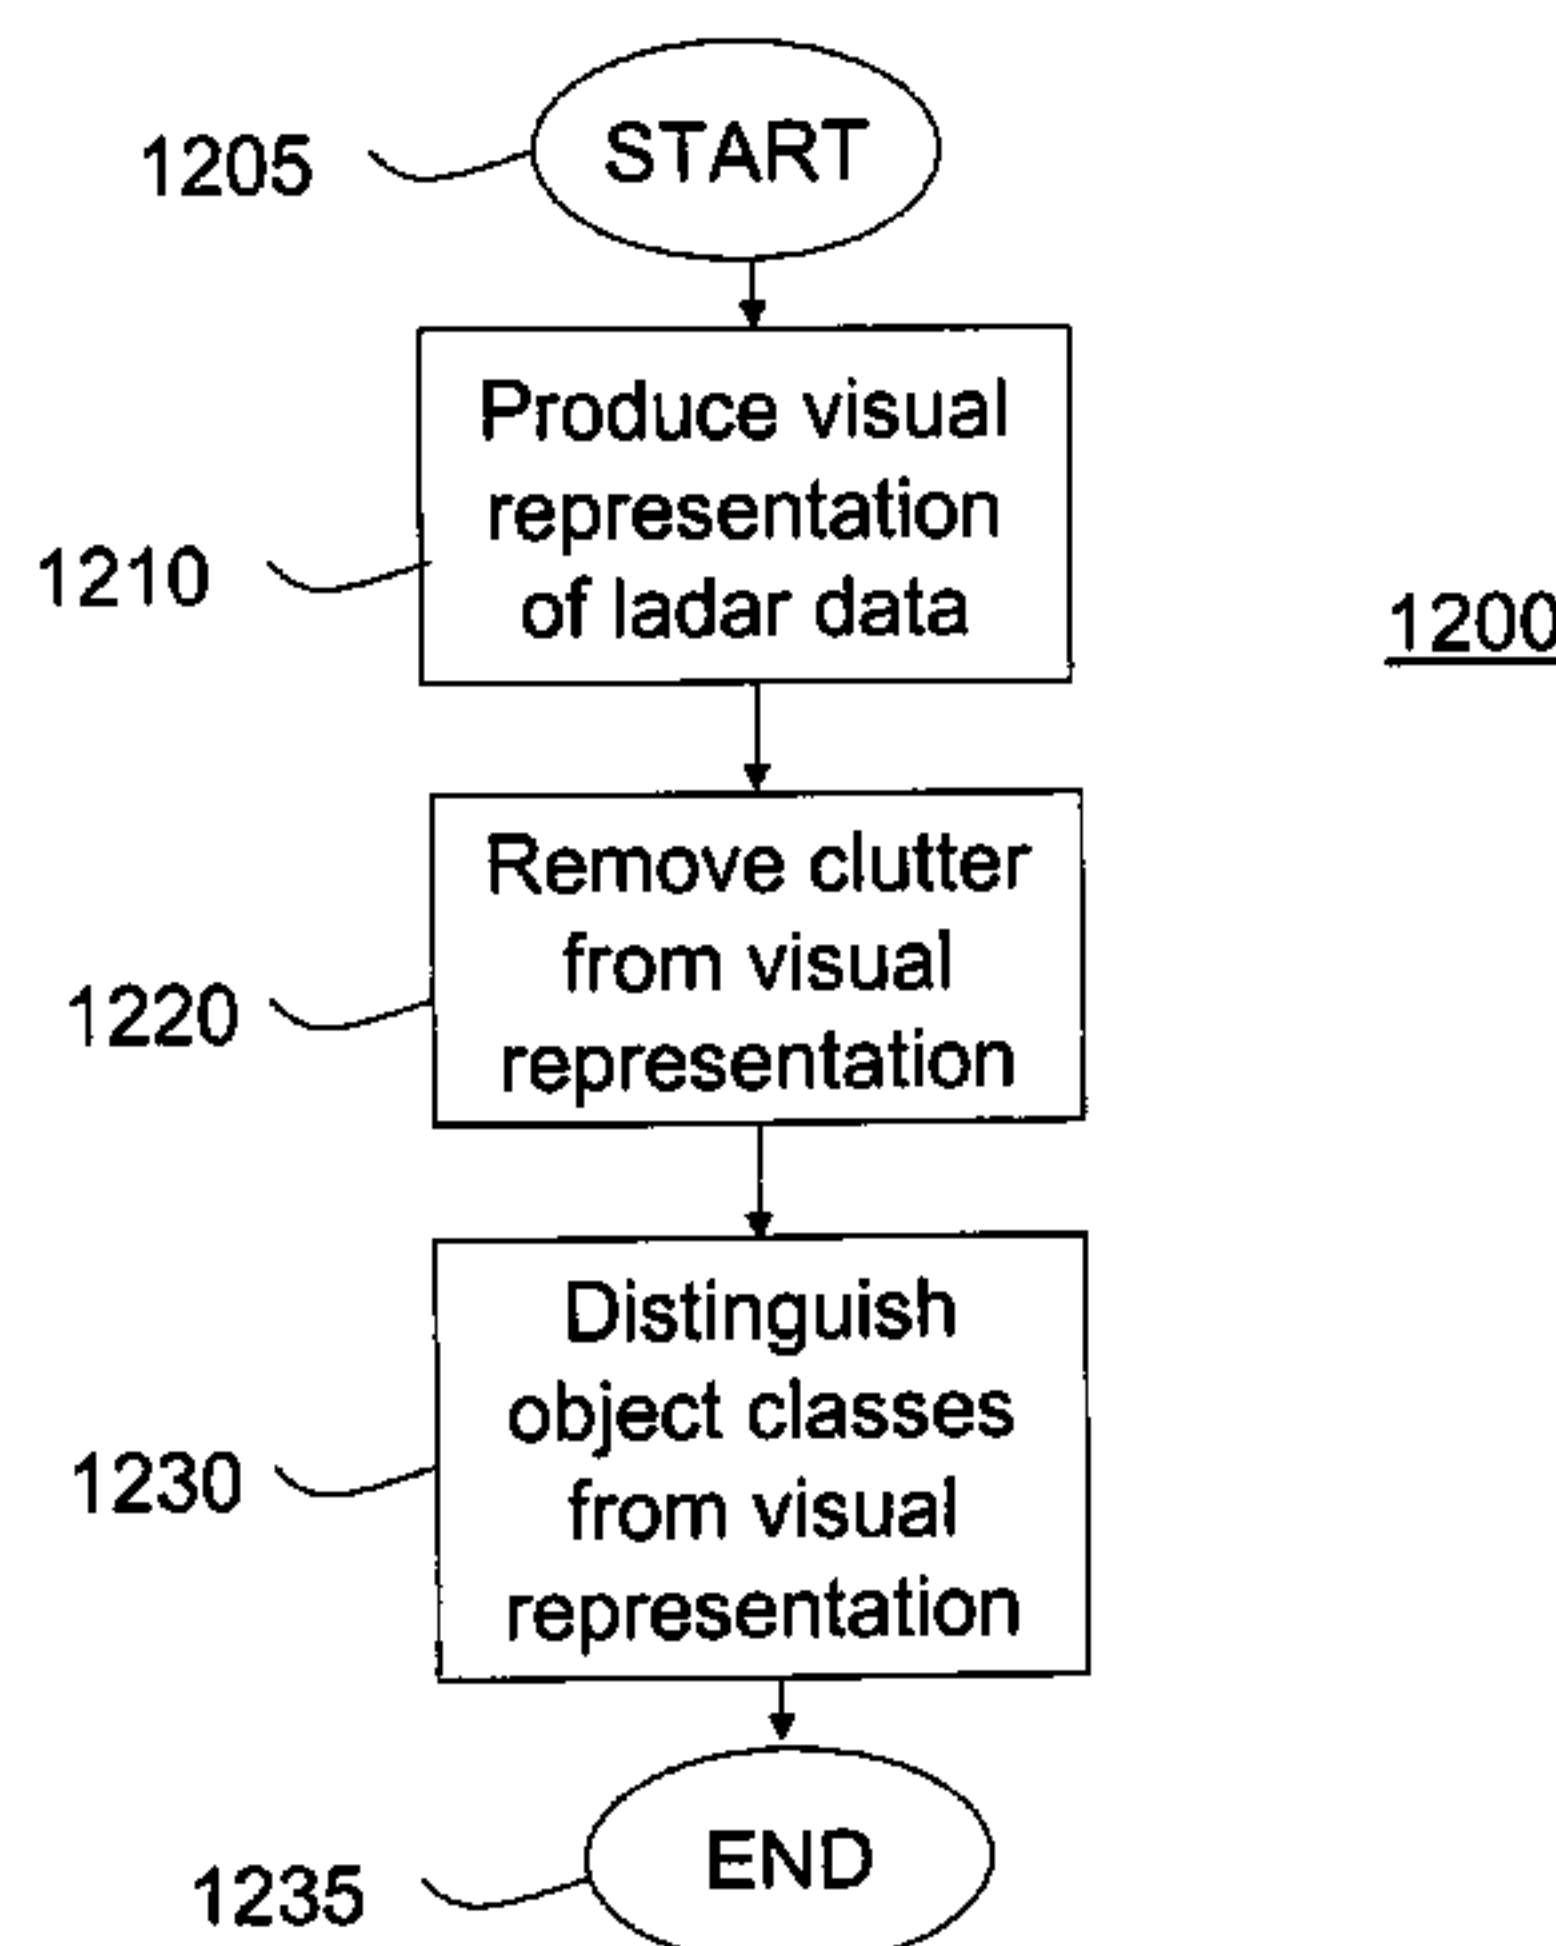 1205
START
1210
Produce visual
representation
of ladar data
1200
1220
Remove clutter
from visual
representation
1230
Distinguish
object classes
from visual
representation
1235
END